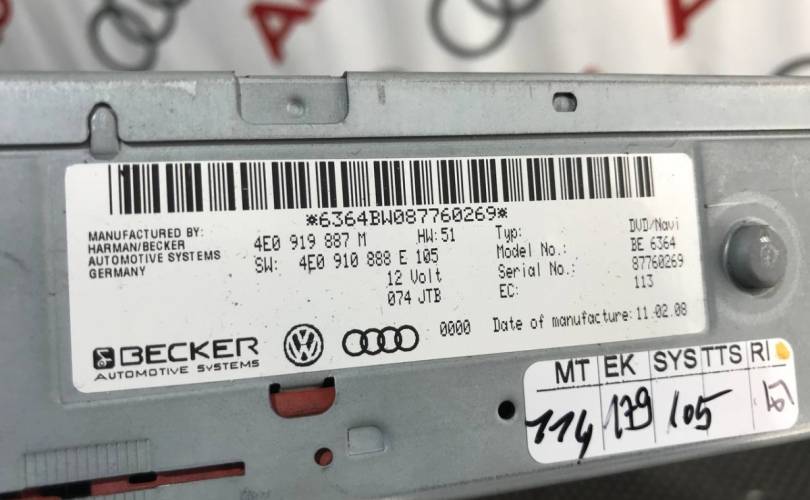 *6364BW087760269*
MANUFACTURED BY:
HARMAN/BECKER
AUTOMOTIVE SYSTEMS
GERMANY
4E0 919 887 M HW:51
SW: 4E0 910 888 E 105
12 Volt
074 JTB
Typ: DVD/Navi
Model No.: BE 6364
Serial No.: 87760269
EC: 113
BECKER
AUTOMOTIVE SYSTEMS
0000 Date of manufacture: 11.02.08
MT EK SYS TTS RI
114 179 105